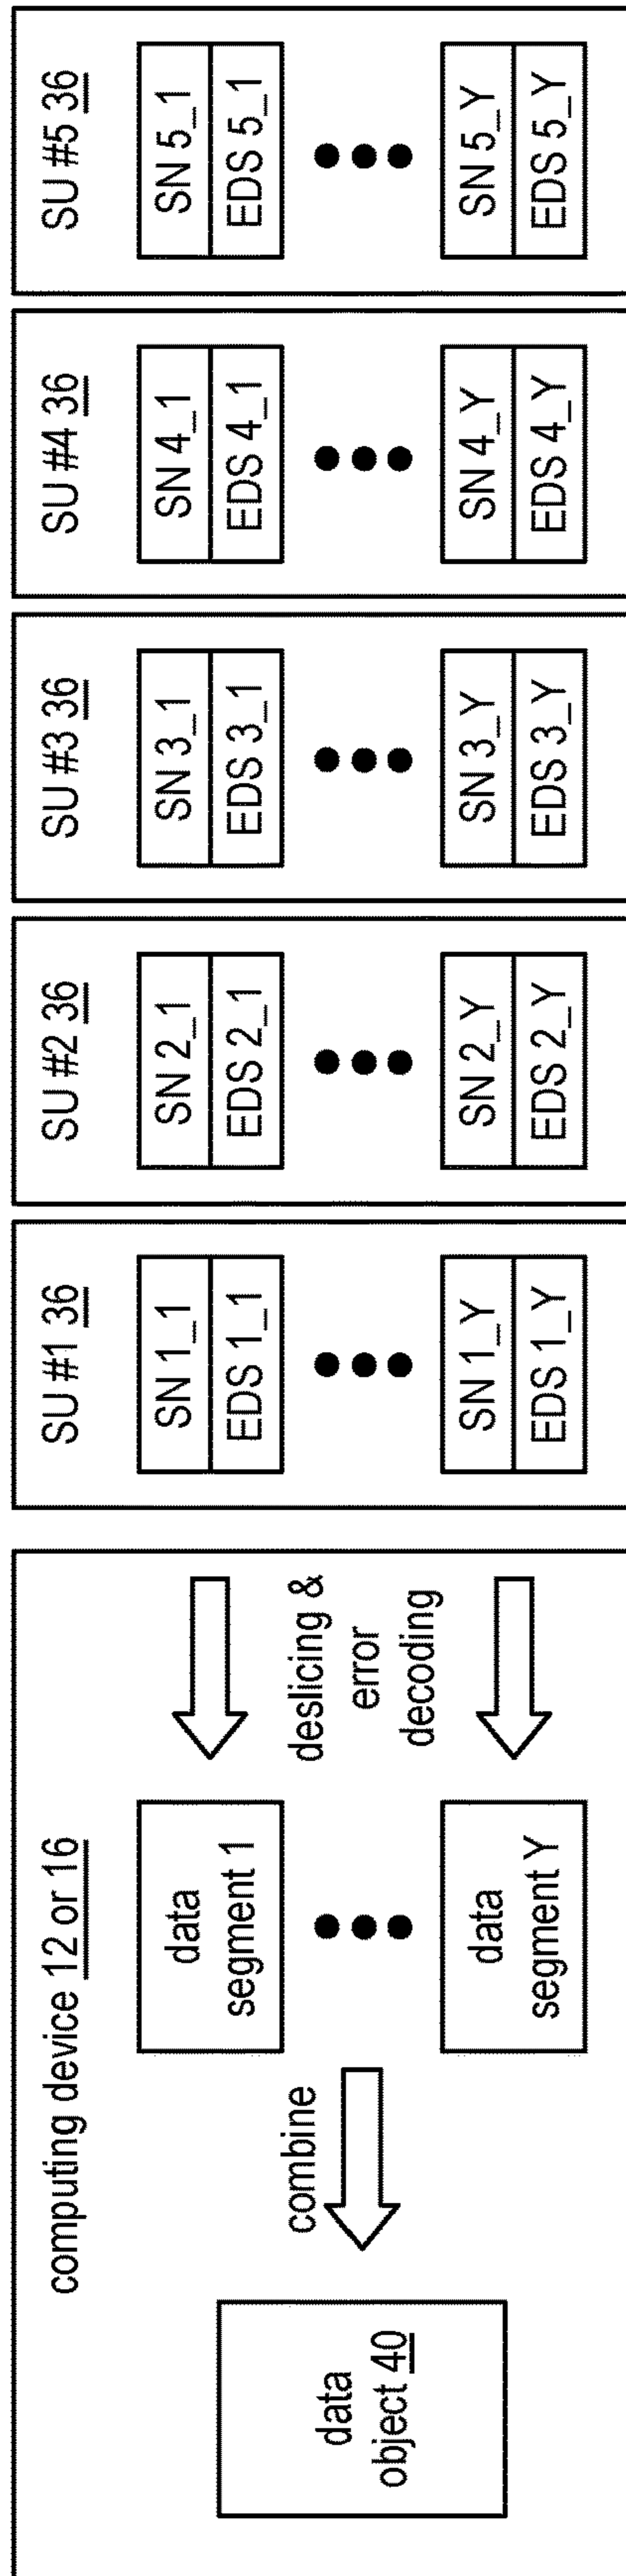 computing device 12 or 16
data
object 40
combine
data
segment 1
data
segment Y
deslicing &
error
decoding
SU #1 36
SN 1_1
EDS 1_1
SN 1_Y
EDS 1_Y
SU #2 36
SN 2_1
EDS 2_1
SN 2_Y
EDS 2_Y
SU #3 36
SN 3_1
EDS 3_1
SN 3_Y
EDS 3_Y
SU #4 36
SN 4_1
EDS 4_1
SN 4_Y
EDS 4_Y
SU #5 36
SN 5_1
EDS 5_1
SN 5_Y
EDS 5_Y